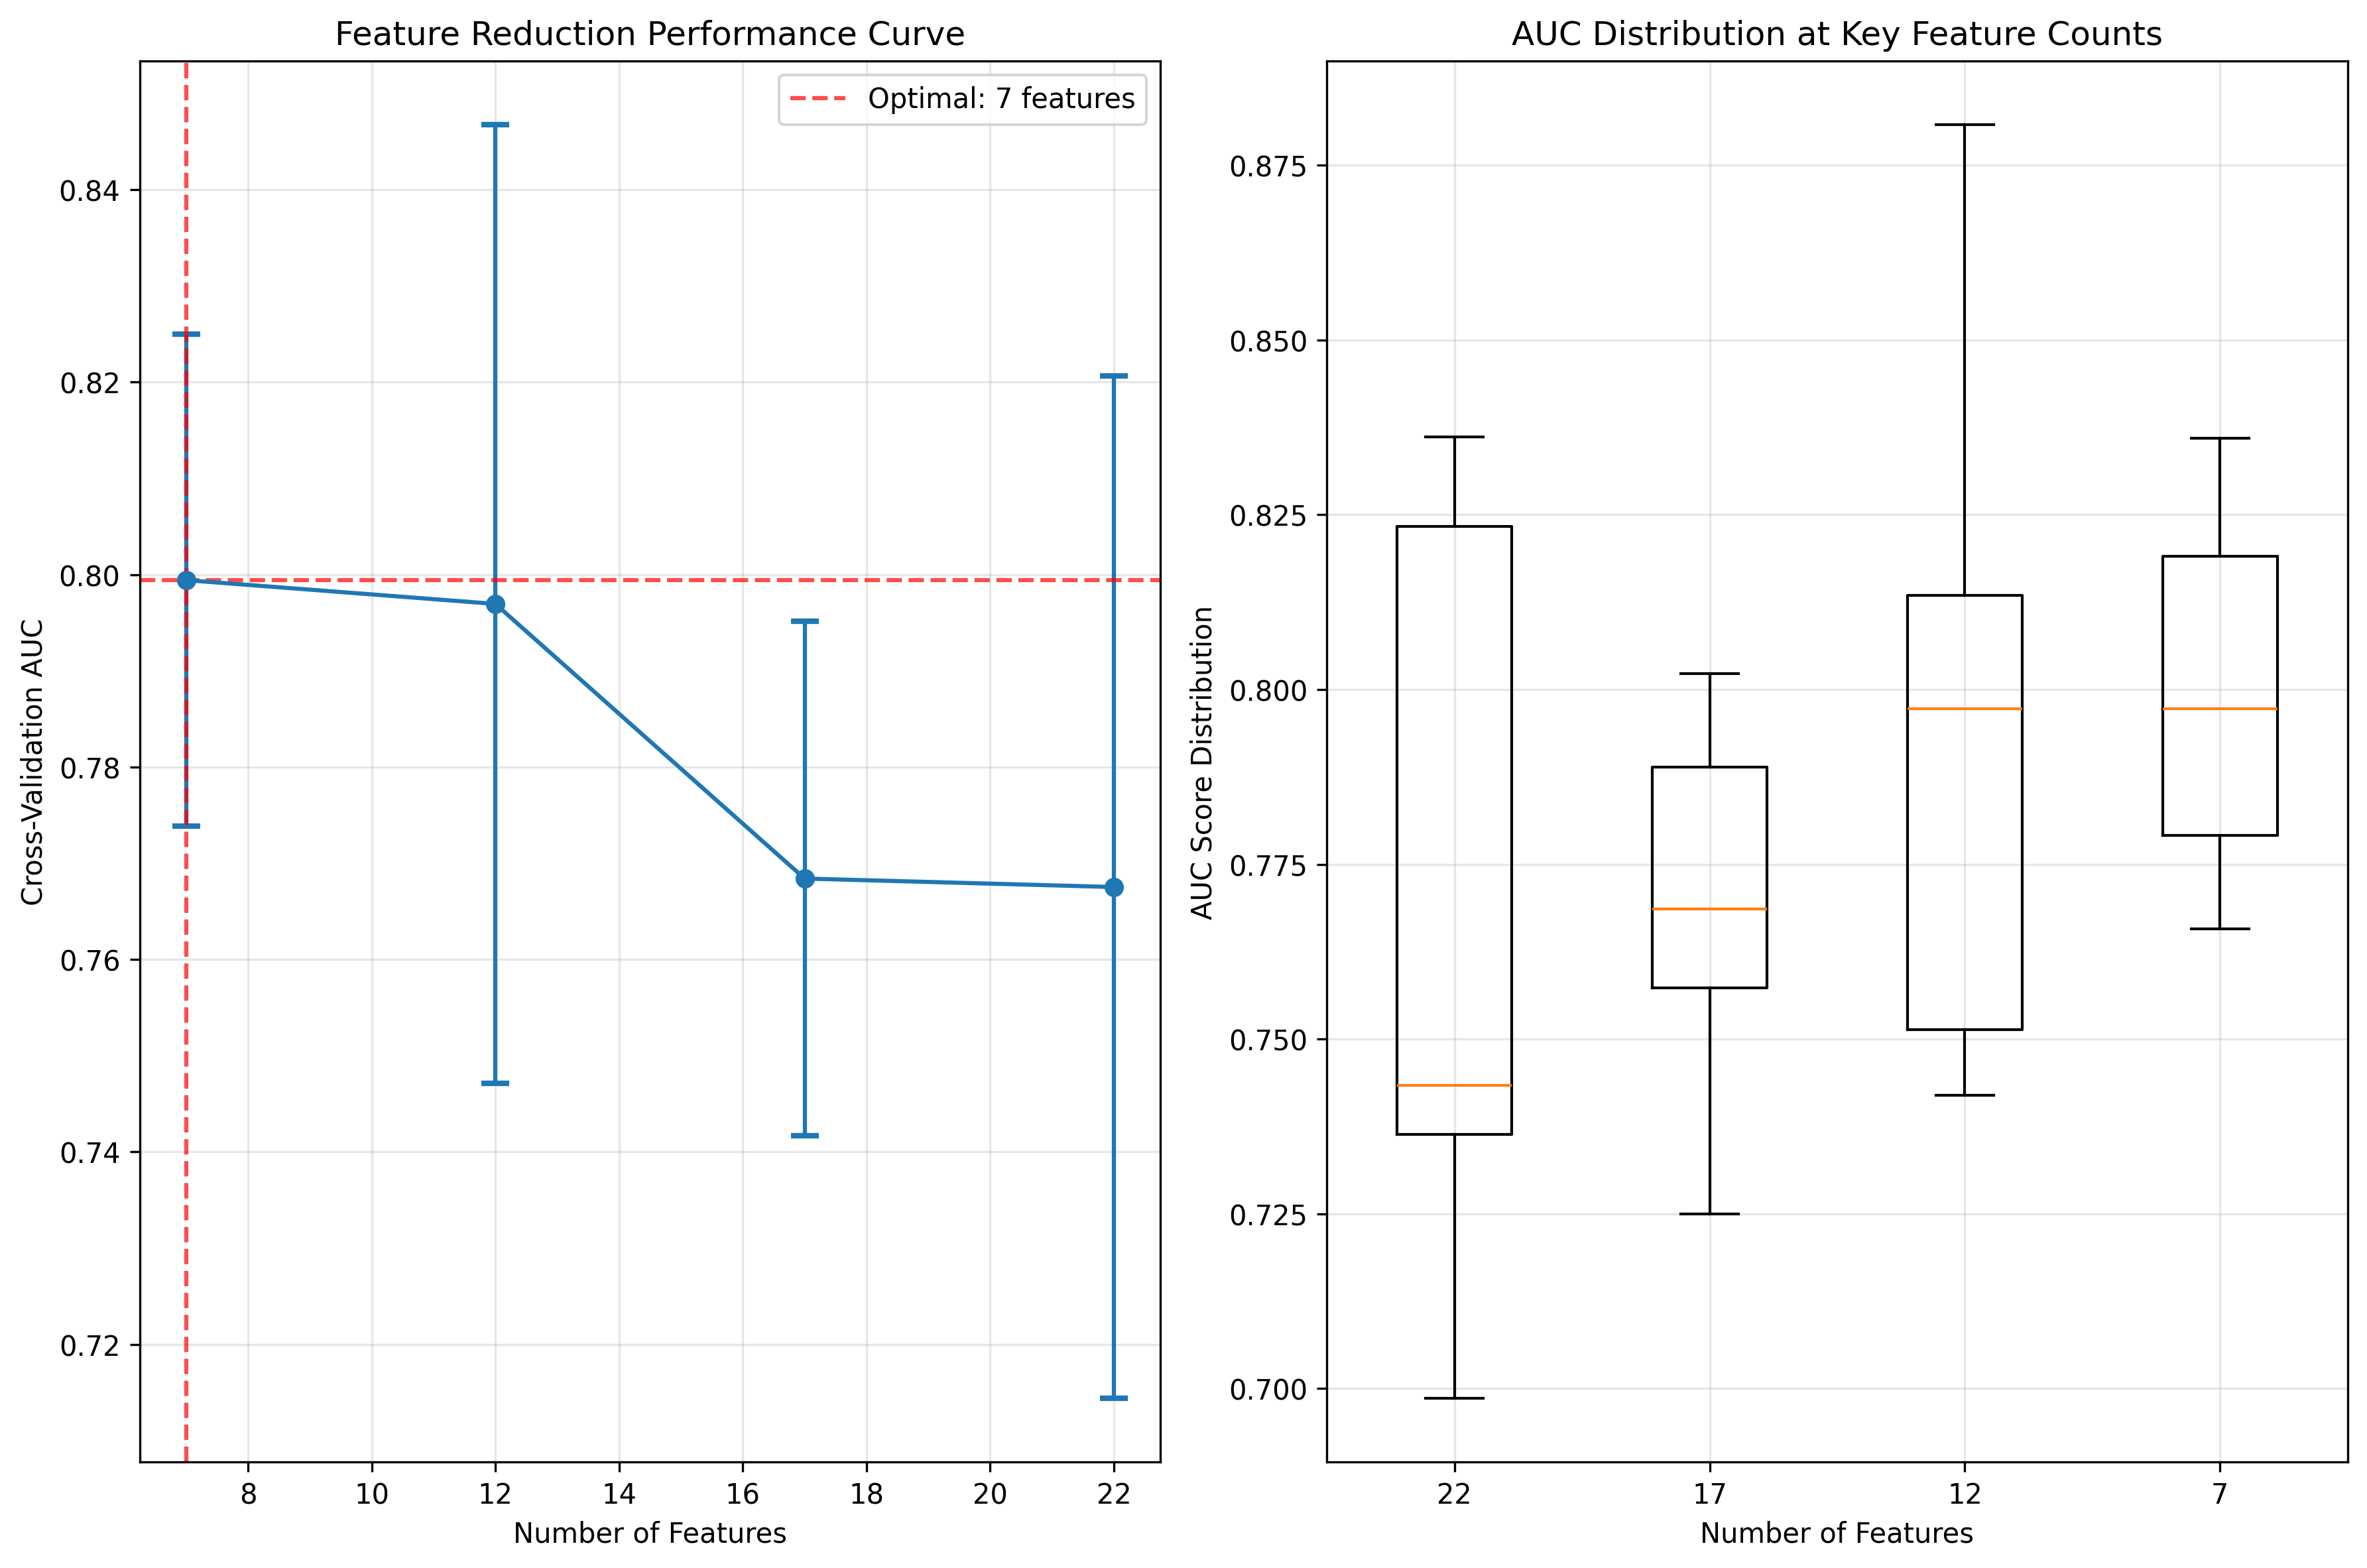 Feature Reduction Performance Curve
Optimal: 7 features
0.84
0.82
0.80
0.78
0.76
0.74
0.72
Cross-Validation AUC
8 10 12 14 16 18 20 22
Number of Features
AUC Distribution at Key Feature Counts
0.875
0.850
0.825
0.800
0.775
0.750
0.725
0.700
AUC Score Distribution
22 17 12 7
Number of Features